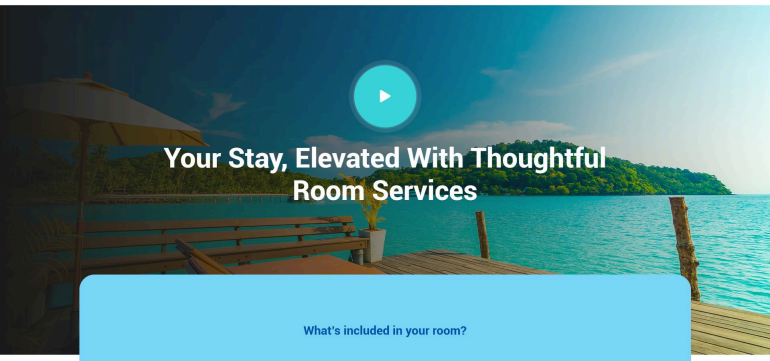 Your Stay, Elevated With Thoughtful
Room Services
What's included in your room?